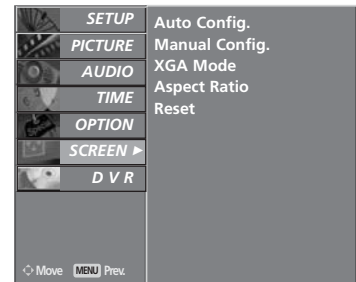 SETUP
PICTURE
AUDIO
TIME
OPTION
SCREEN ►
D V R
Move MENU Prev.
Auto Config.
Manual Config.
XGA Mode
Aspect Ratio
Reset